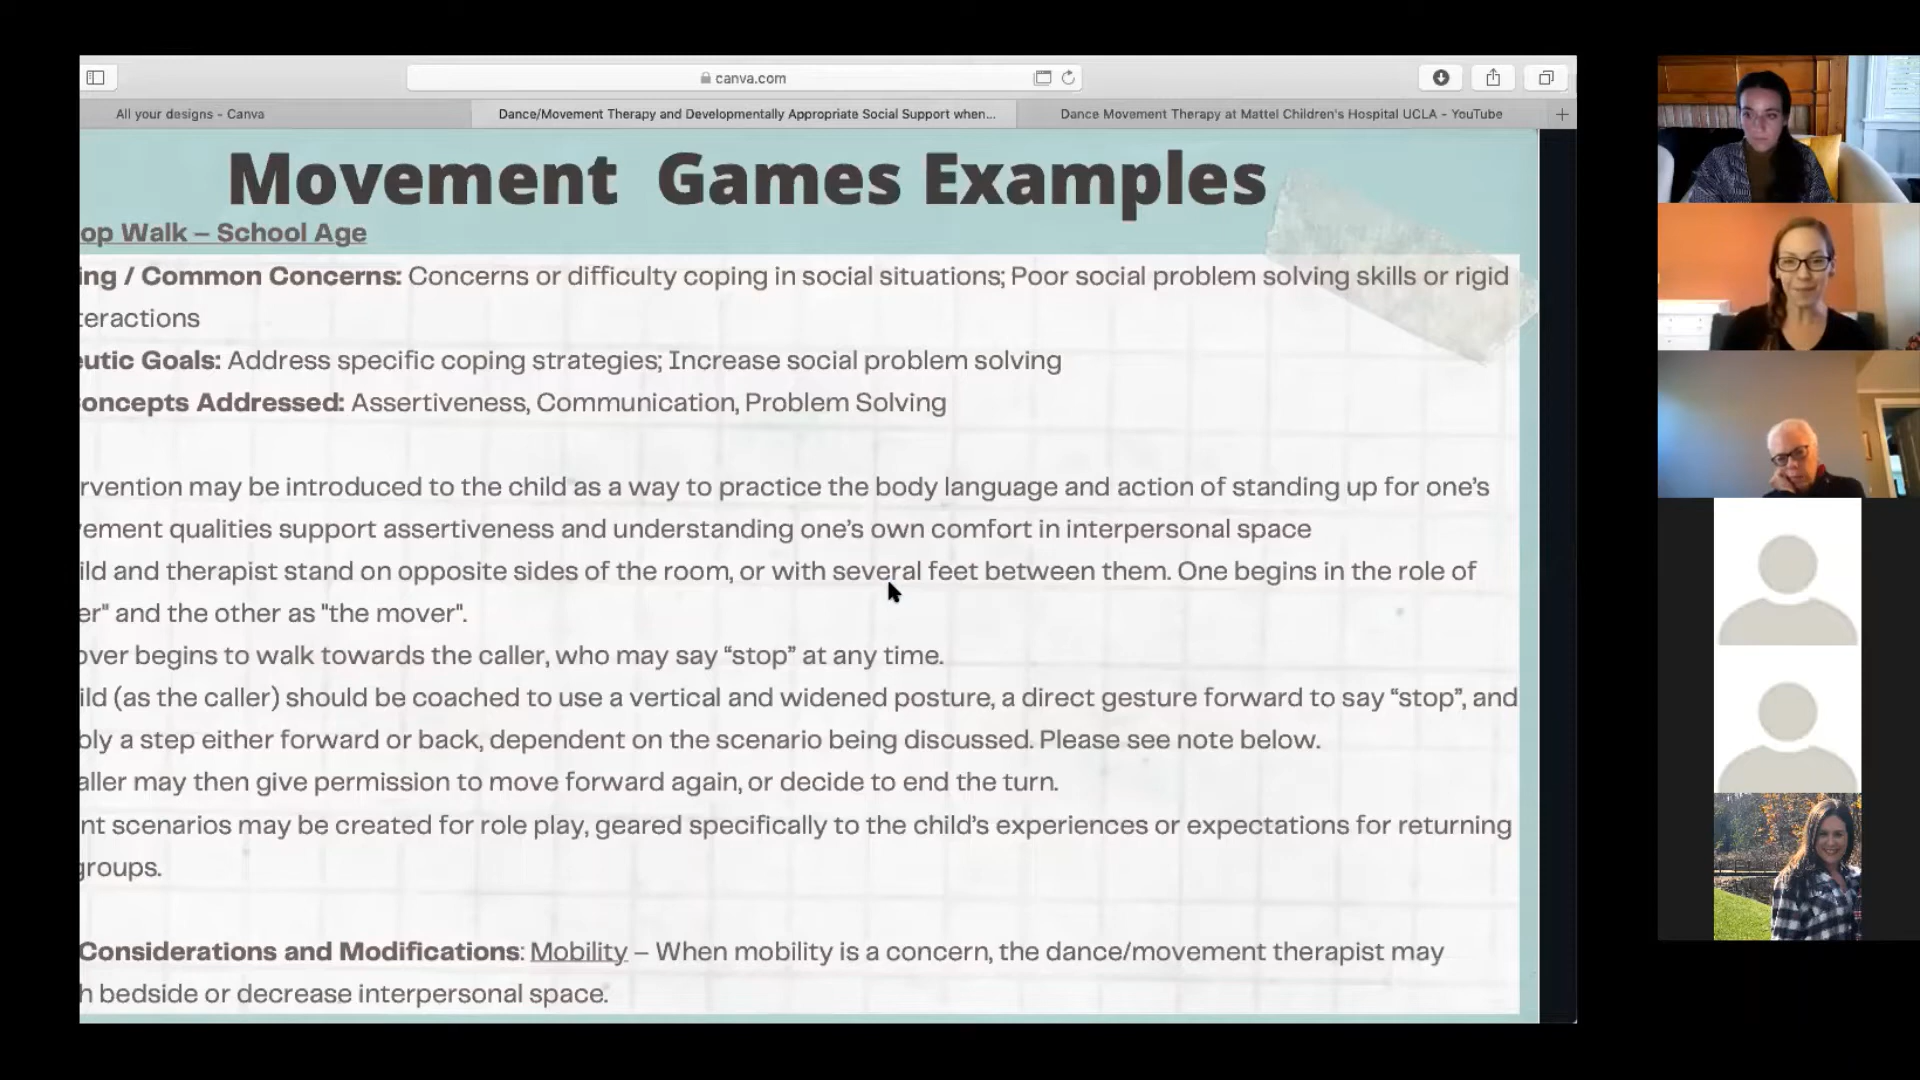 canva.com
All your designs - Canva
Dance/Movement Therapy and Developmentally Appropriate Social Support when...
Dance Movement Therapy at Mattel Children's Hospital UCLA - YouTube
Movement Games Examples
op Walk – School Age
ing / Common Concerns: Concerns or difficulty coping in social situations; Poor social problem solving skills or rigid
teractions
eutic Goals: Address specific coping strategies; Increase social problem solving
oncepts Addressed: Assertiveness, Communication, Problem Solving
rvention may be introduced to the child as a way to practice the body language and action of standing up for one’s
vement qualities support assertiveness and understanding one’s own comfort in interpersonal space
ild and therapist stand on opposite sides of the room, or with several feet between them. One begins in the role of
er" and the other as "the mover".
over begins to walk towards the caller, who may say “stop” at any time.
ild (as the caller) should be coached to use a vertical and widened posture, a direct gesture forward to say “stop”, and
bly a step either forward or back, dependent on the scenario being discussed. Please see note below.
aller may then give permission to move forward again, or decide to end the turn.
nt scenarios may be created for role play, geared specifically to the child’s experiences or expectations for returning
groups.
Considerations and Modifications: Mobility – When mobility is a concern, the dance/movement therapist may
h bedside or decrease interpersonal space.